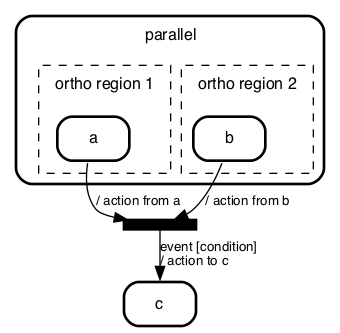 parallel
ortho region 1
ortho region 2
a
b
/ action from a
/ action from b
event [condition]
/ action to c
c